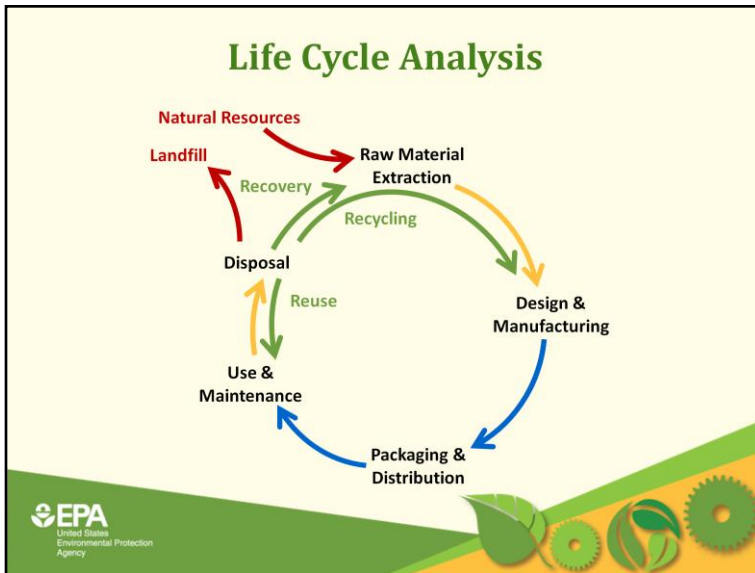 Life Cycle Analysis
Natural Resources
Landfill
Raw Material
Extraction
Recovery
Recycling
Disposal
Reuse
Design &
Manufacturing
Use &
Maintenance
Packaging &
Distribution
EPA
United States
Environmental Protection
Agency